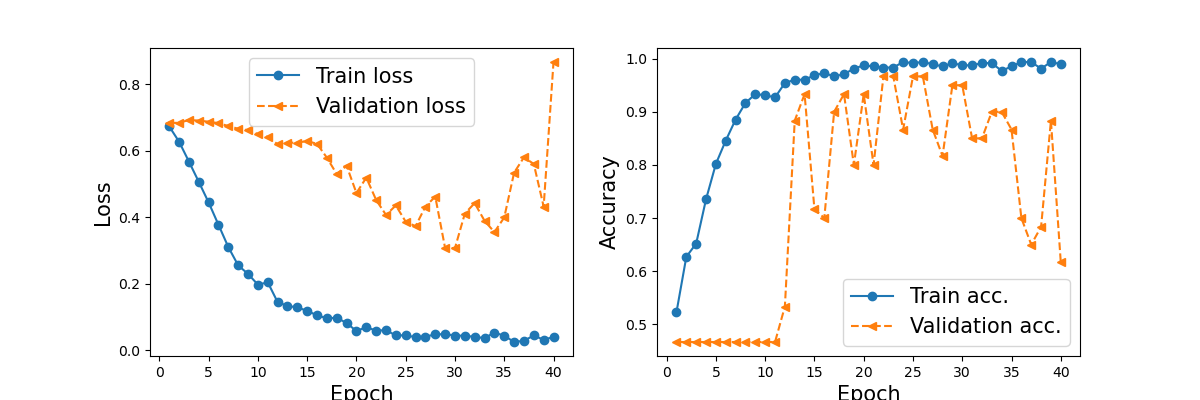 Train loss
Validation loss
0.8
0.6
0.4
0.2
0.0
Loss
0 5 10 15 20 25 30 35 40
Epoch
1.0
0.9
0.8
0.7
0.6
0.5
Accuracy
Train acc.
Validation acc.
0 5 10 15 20 25 30 35 40
Epoch